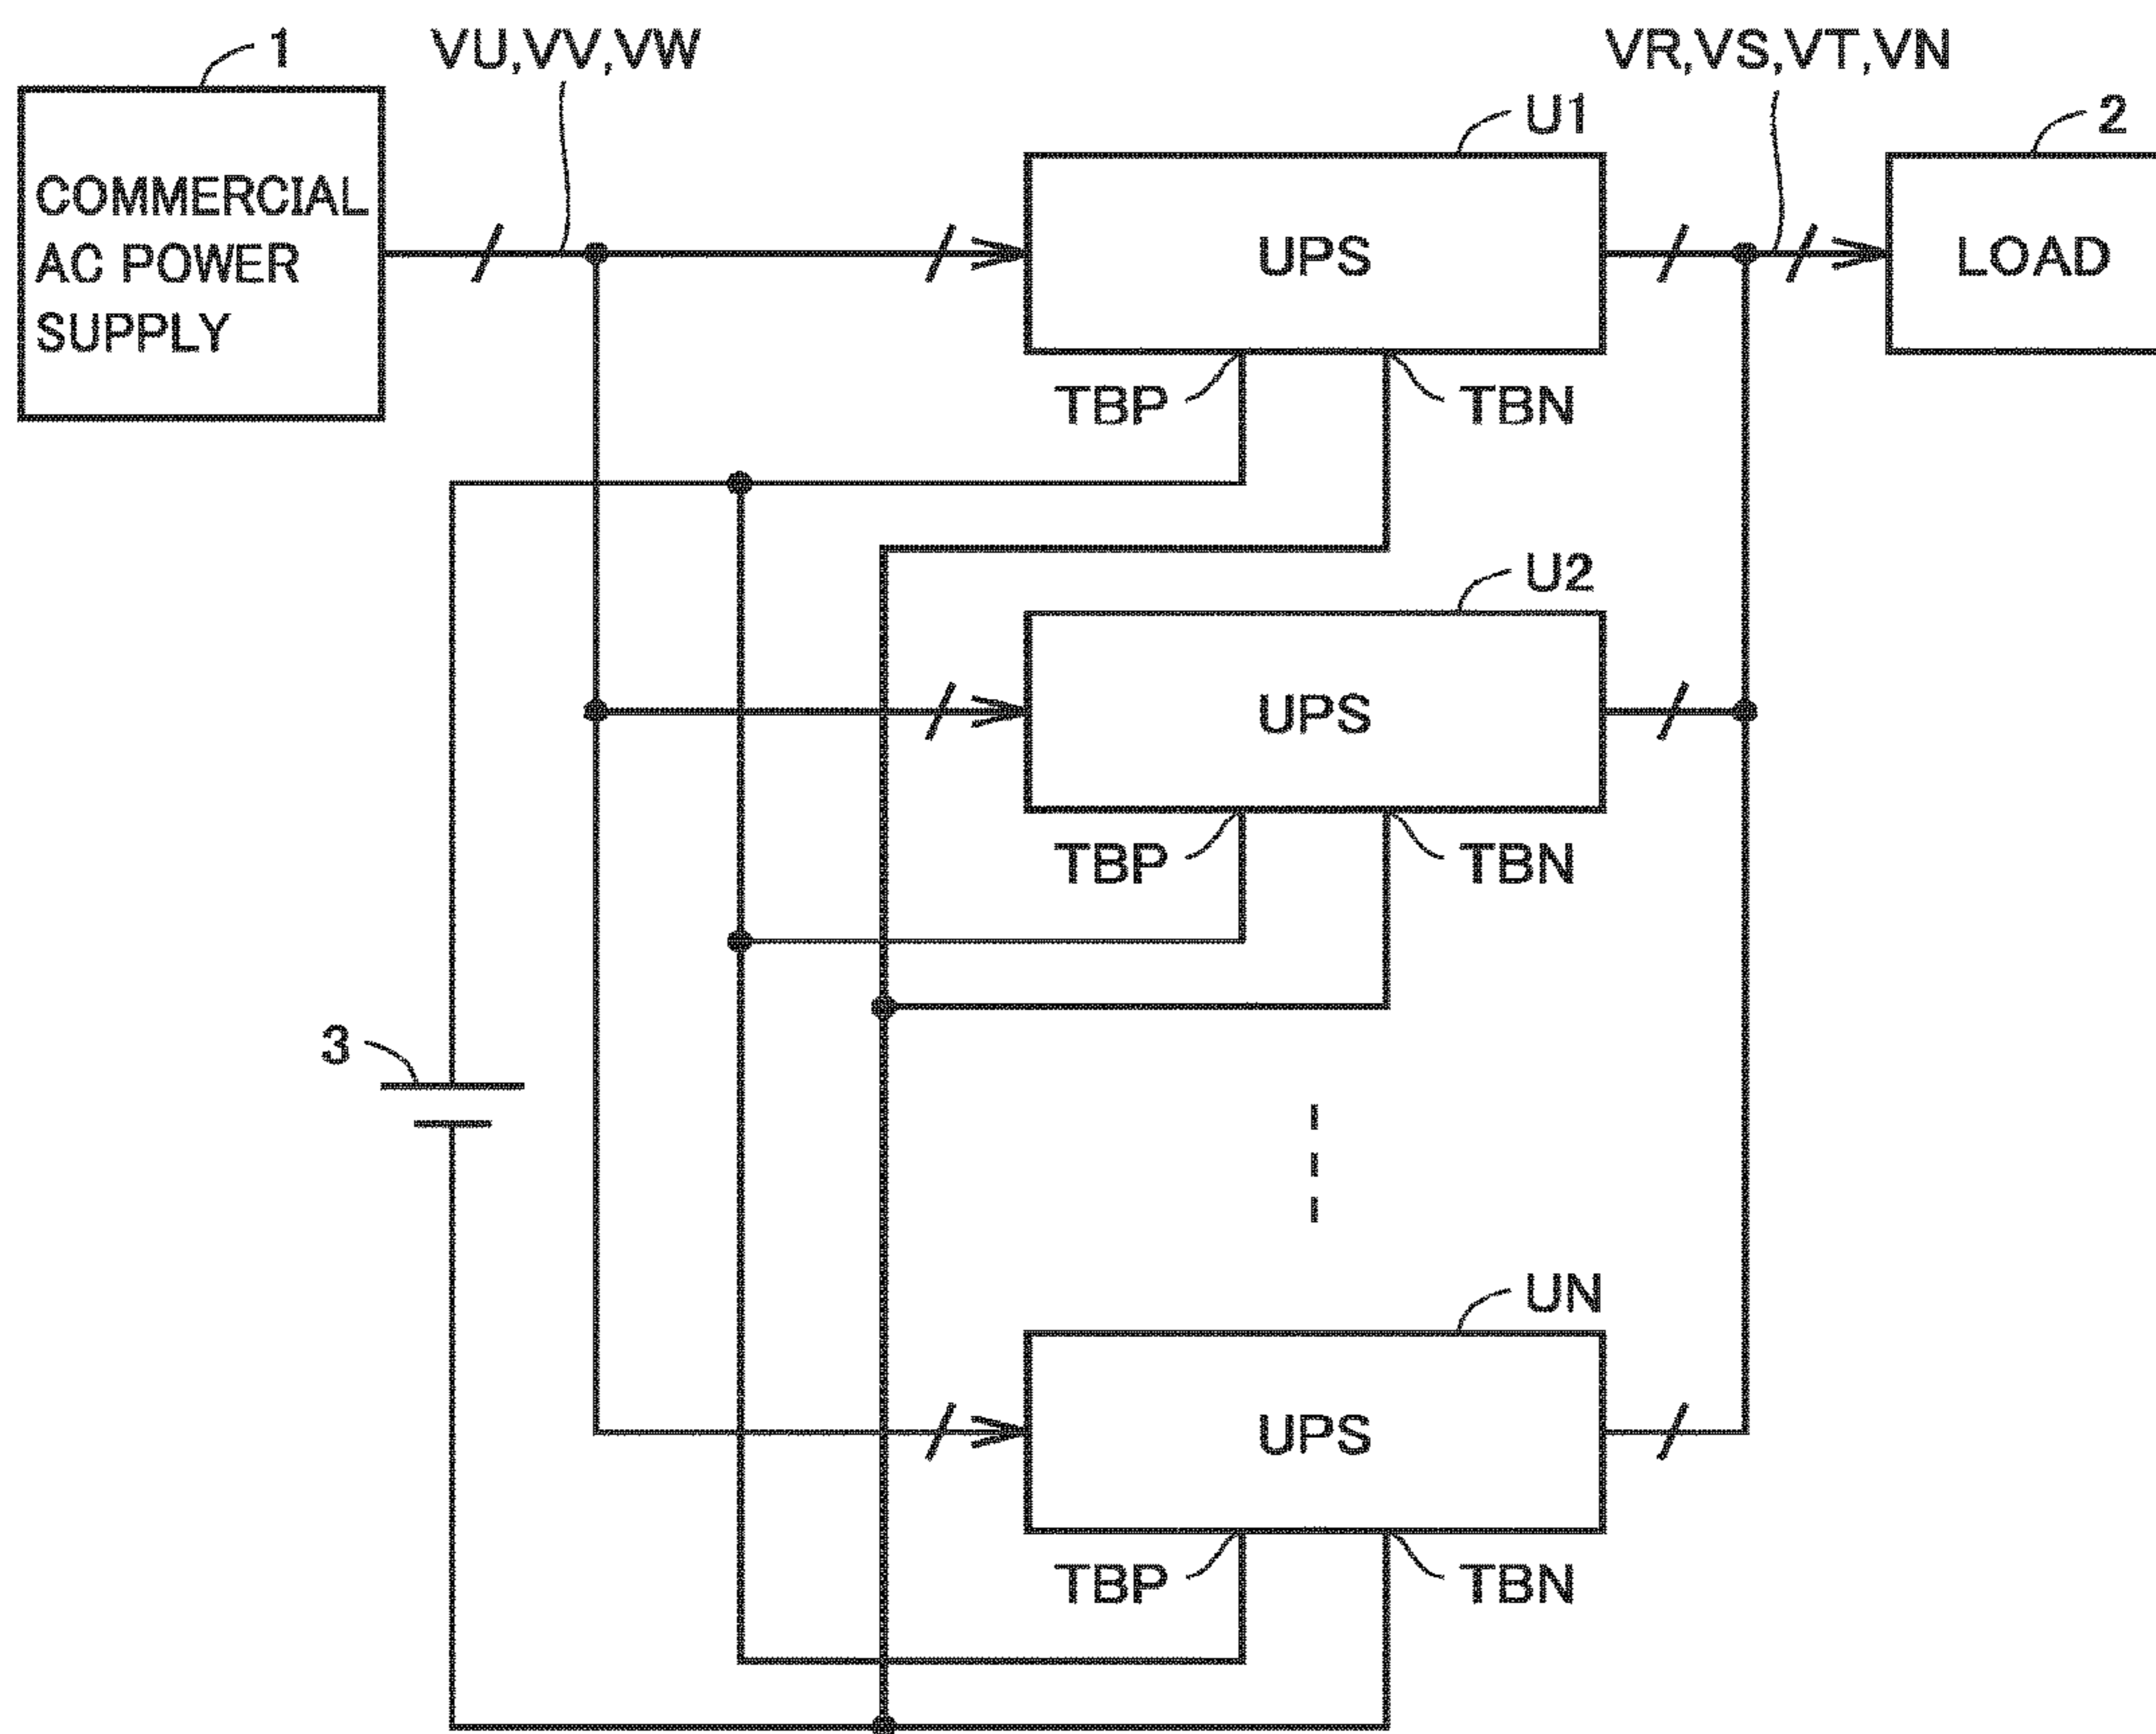 1
VU,VV,VW
VR,VS,VT,VN
U1
2
COMMERCIAL
AC POWER
SUPPLY
UPS
LOAD
TBP
TBN
U2
UPS
TBP
TBN
3
UN
UPS
TBP
TBN